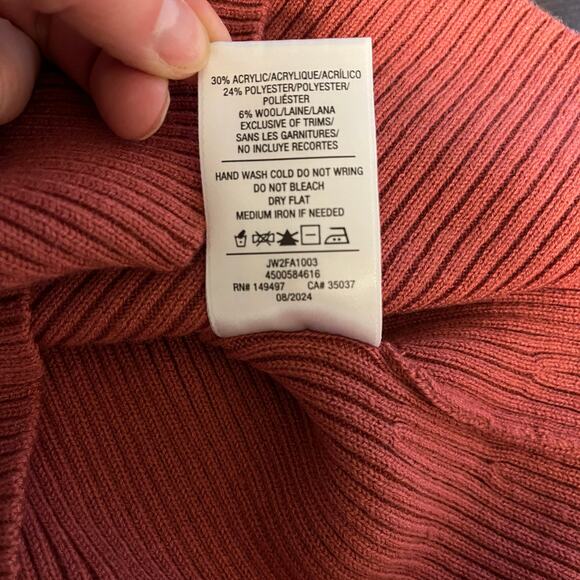 30% ACRYLIC/ACRYLIQUE/ACRÍLICO
24% POLYESTER/POLYESTER/
POLIÉSTER
6% WOOL/LAINE/LANA
EXCLUSIVE OF TRIMS/
SANS LES GARNITURES/
NO INCLUYE RECORTES
HAND WASH COLD DO NOT WRING
DO NOT BLEACH
DRY FLAT
MEDIUM IRON IF NEEDED
JW2FA1003
4500584616
RN# 149497 CA# 35037
08/2024